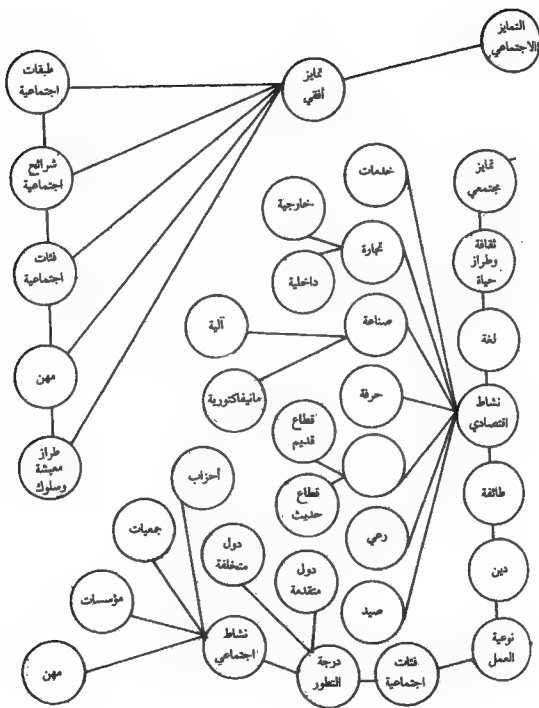 التمايز
الاجتماعي
تمايز
أفقي
طبقات
اجتماعية
شرائح
اجتماعية
فئات
اجتماعية
مهن
طراز
معيشة
وسلوك
تمايز
مجتمعي
ثقافة
وطراز
حياة
لغة
نشاط
اقتصادي
طائفة
دين
نوعية
العمل
فئات
اجتماعية
درجة
التطور
دول
متقدمة
دول
متخلفة
نشاط
اجتماعي
أحزاب
جمعيات
مؤسسات
مهن
خدمات
تجارة
خارجية
داخلية
صناعة
آلية
مانيفاكتورية
حرفة
قطاع
قديم
قطاع
حديث
رعي
صيد